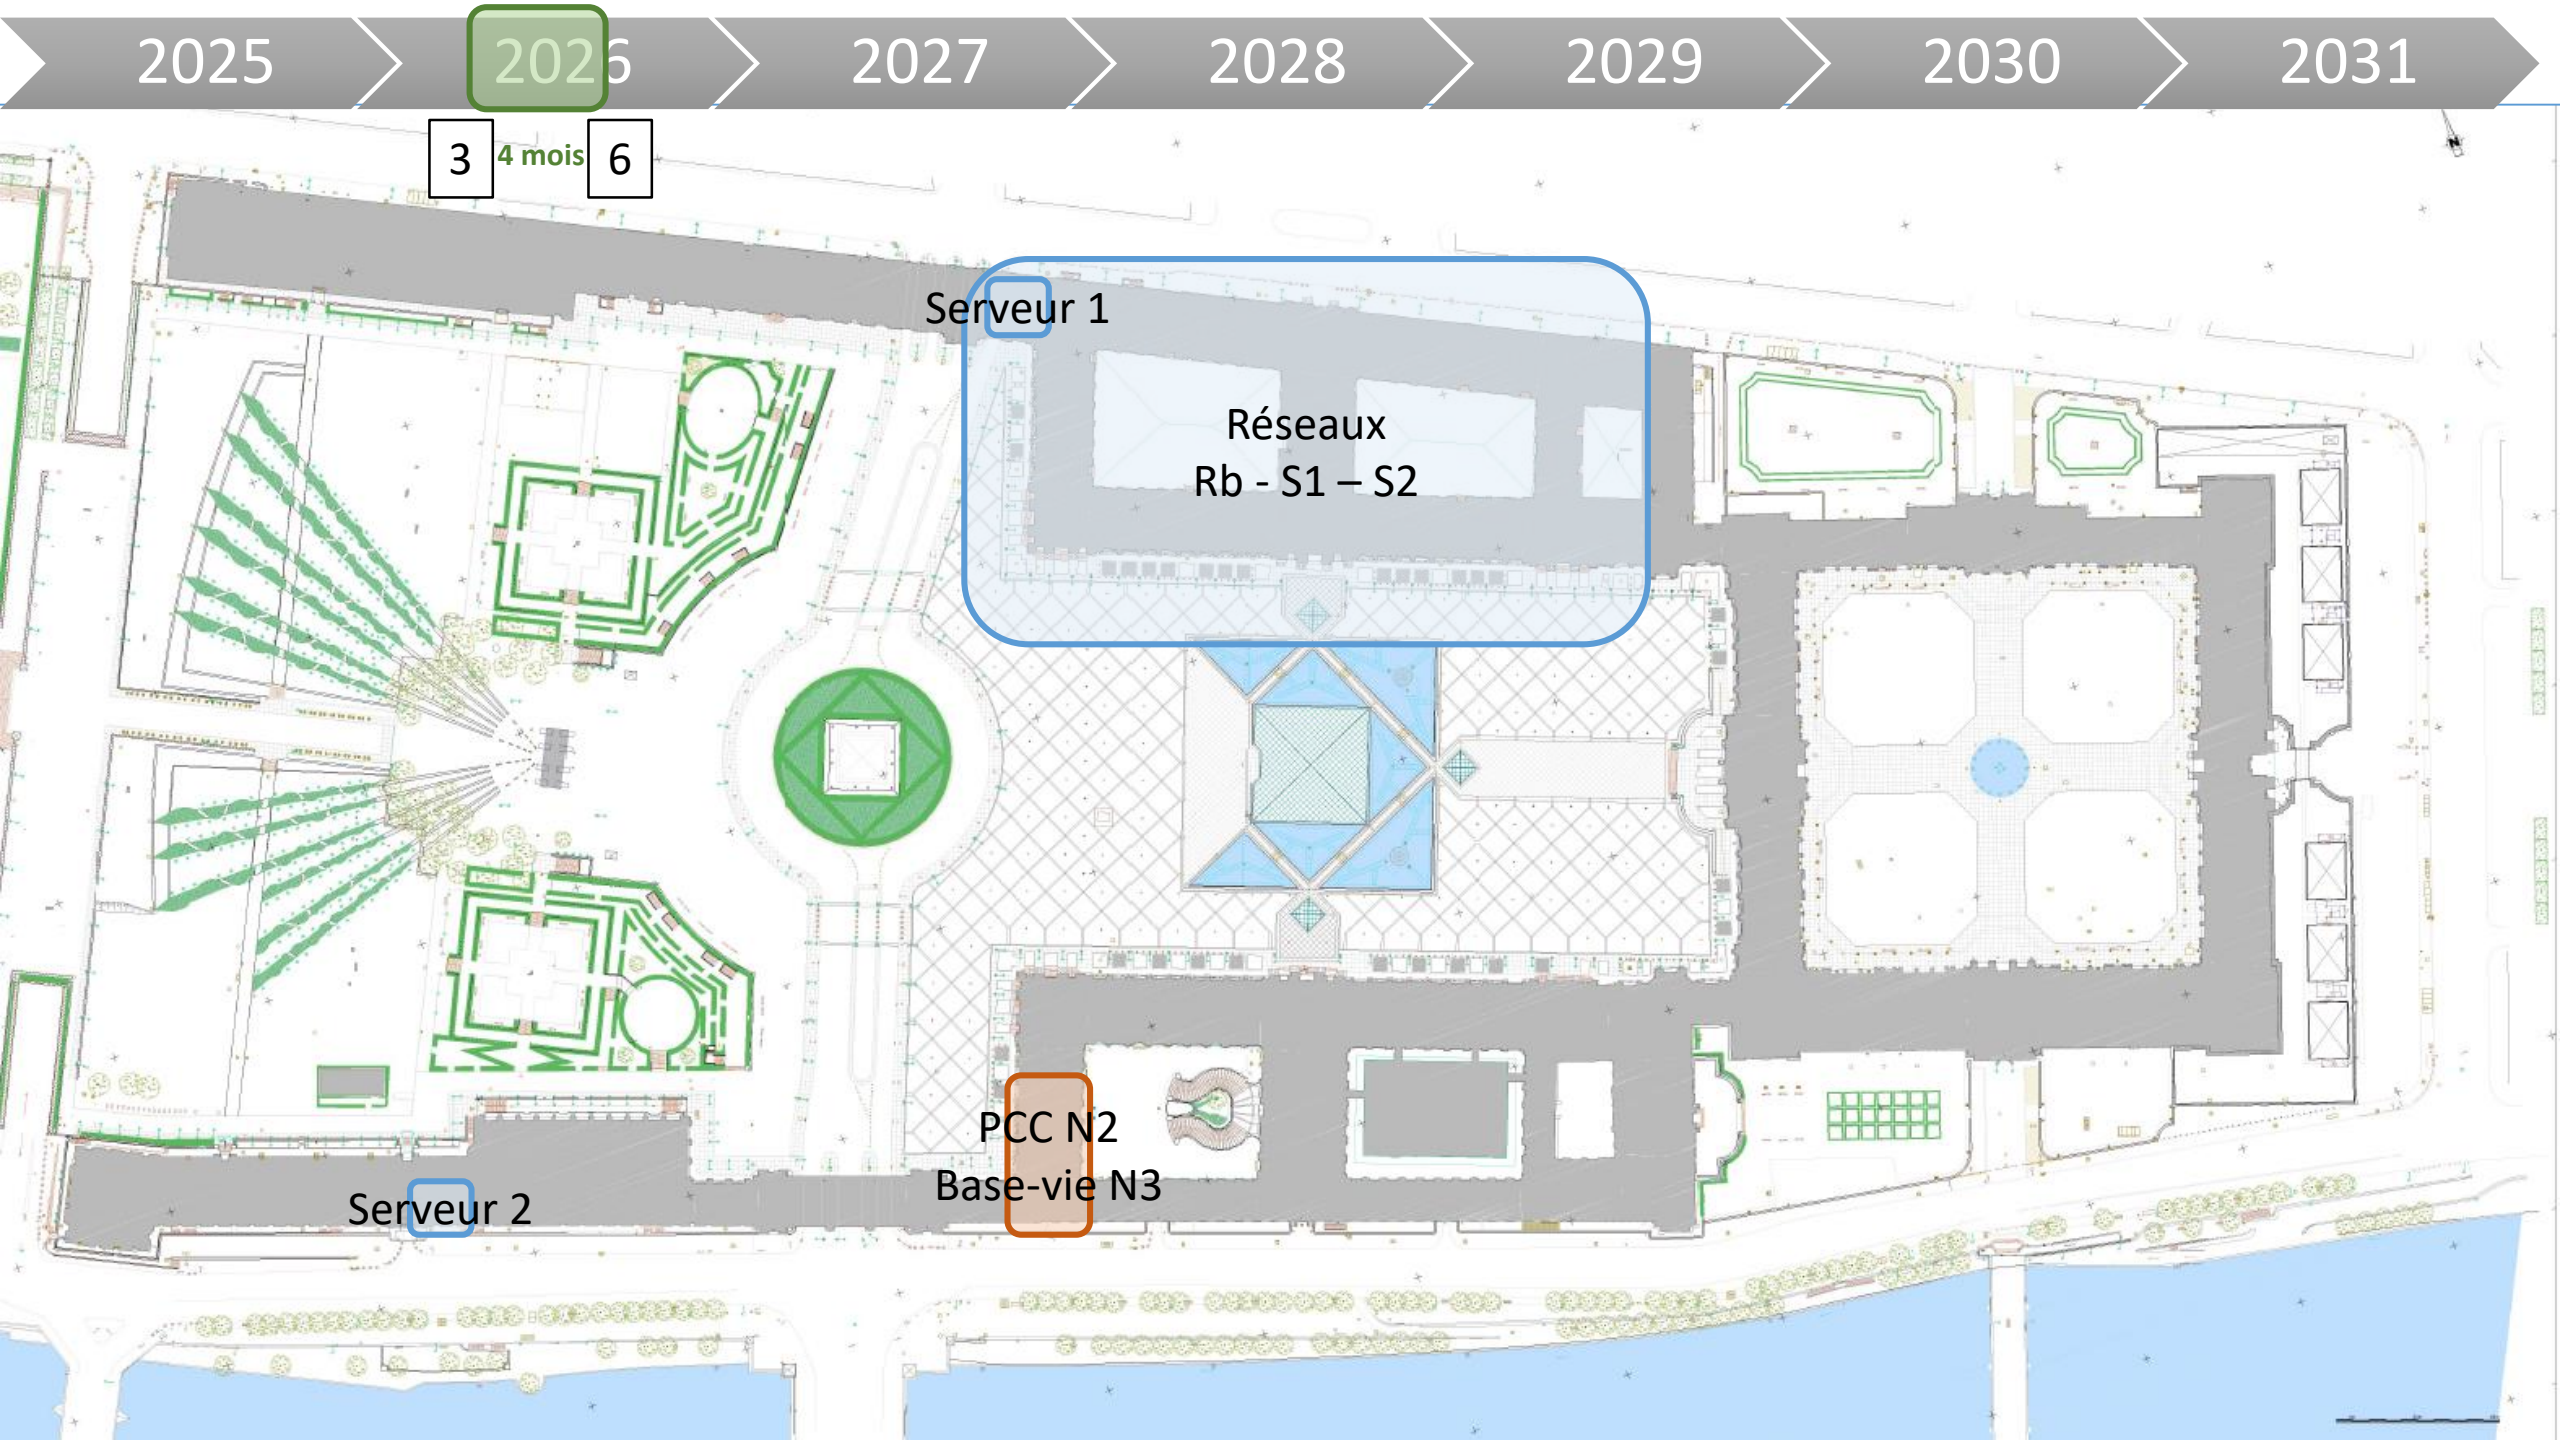 2025 2026 2027 2028 2029 2030 2031
3 4 mois 6
N
Serveur 1
Réseaux
Rb - S1 – S2
PCC N2
Base-vie N3
Serveur 2